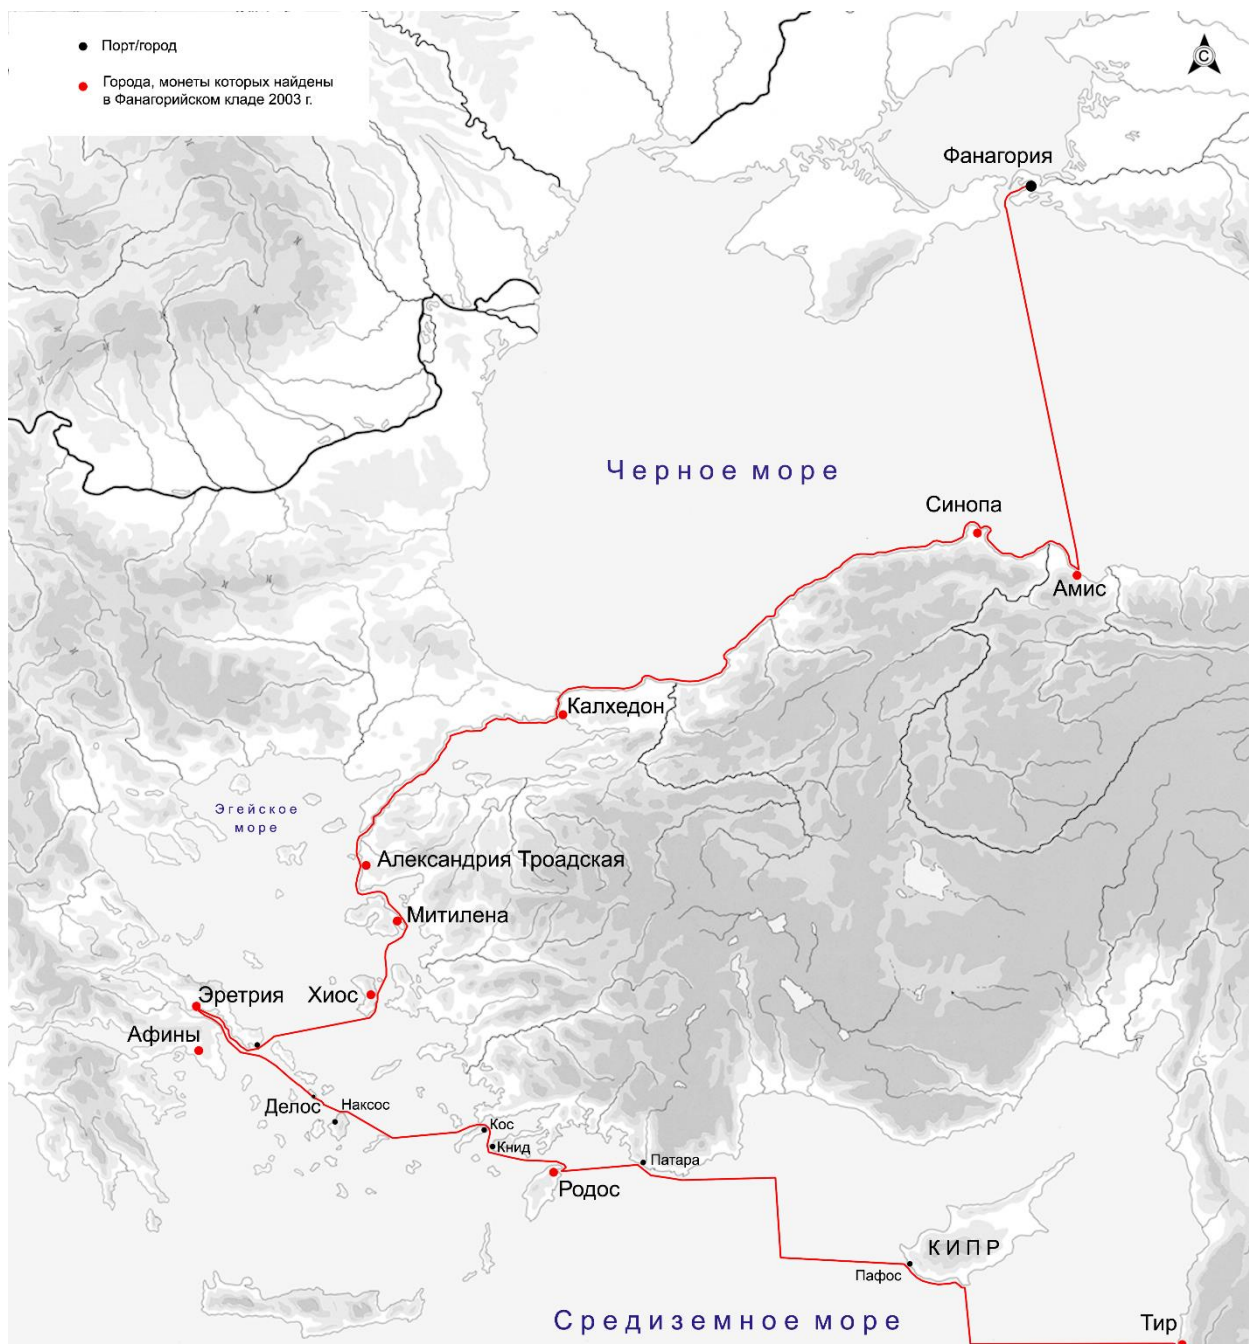 Порт/город
Города, монеты которых найдены
в Фанагорийском кладе 2003 г.
С
Фанагория
Черное море
Синопа
Амис
Калхедон
Эгейское
море
Александрия Троадская
Митилена
Эретрия
Хиос
Афины
Делос
Наксос
Кос
Книд
Патара
Родос
КИПР
Пафос
Средиземное море
Тир